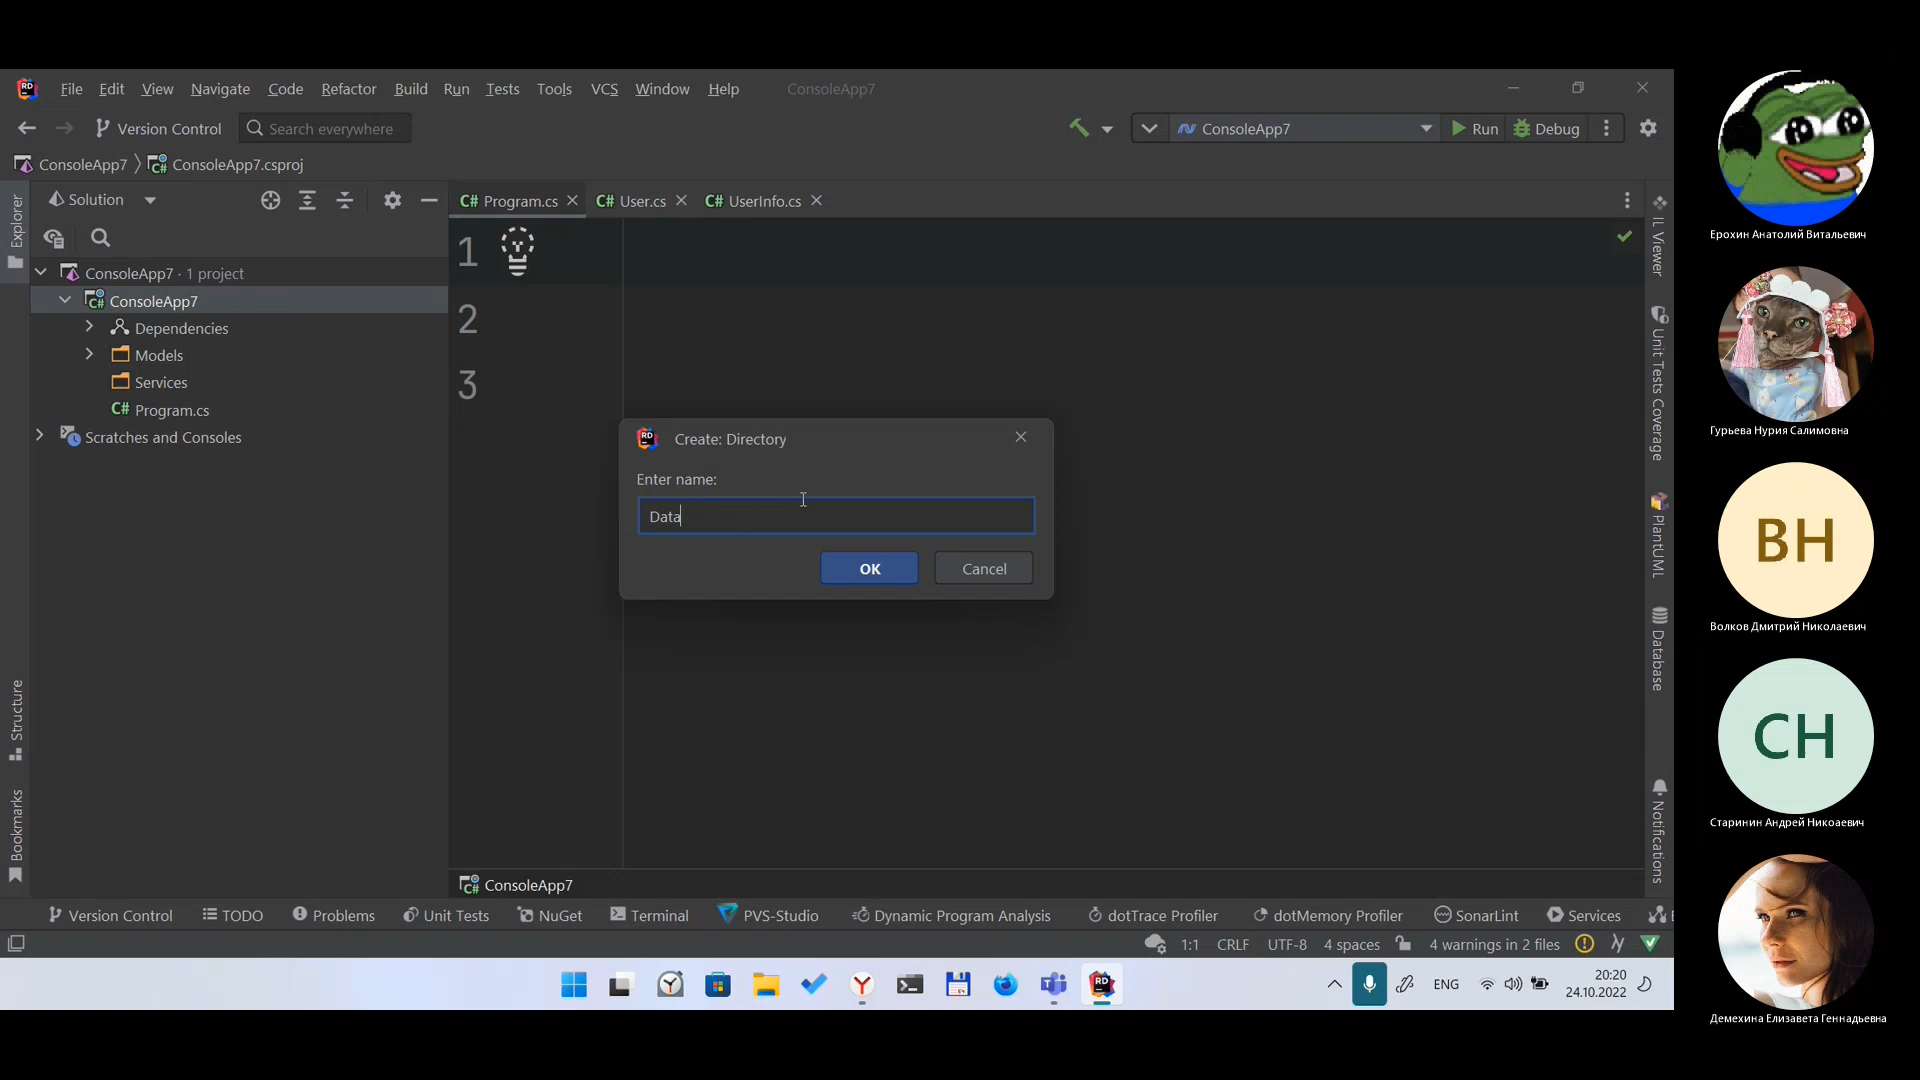 File Edit View Navigate Code Refactor Build Run Tests Tools VCS Window Help ConsoleApp7
Version Control Search everywhere ConsoleApp7 Run Debug
ConsoleApp7 ConsoleApp7.csproj
Explorer
Solution
C# Program.cs C# User.cs C# UserInfo.cs
ConsoleApp7 · 1 project
ConsoleApp7
Dependencies
Models
Services
C# Program.cs
Scratches and Consoles
1
2
3
Create: Directory
Enter name:
Data
OK Cancel
IL Viewer
Unit Tests Coverage
PlantUML
Database
Notifications
Structure
Bookmarks
C# ConsoleApp7
Version Control TODO Problems Unit Tests NuGet Terminal PVS-Studio Dynamic Program Analysis dotTrace Profiler dotMemory Profiler SonarLint Services
1:1 CRLF UTF-8 4 spaces 4 warnings in 2 files
ENG 20:20
24.10.2022
Ерохин Анатолий Витальевич
Гурьева Нурия Салимовна
ВН
Волков Дмитрий Николаевич
СН
Старинин Андрей Никоаевич
Демехина Елизавета Геннадьевна